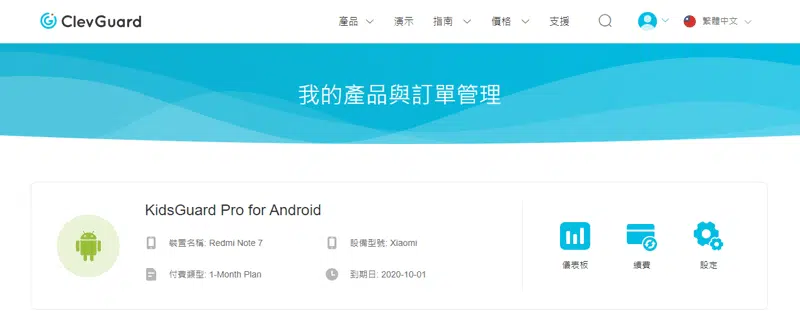 ClevGuard 產品 演示 指南 價格 支援 繁體中文
我的產品與訂單管理
KidsGuard Pro for Android
裝置名稱: Redmi Note 7 設備型號: Xiaomi
付費類型: 1-Month Plan 到期日: 2020-10-01
儀表板 續費 設定